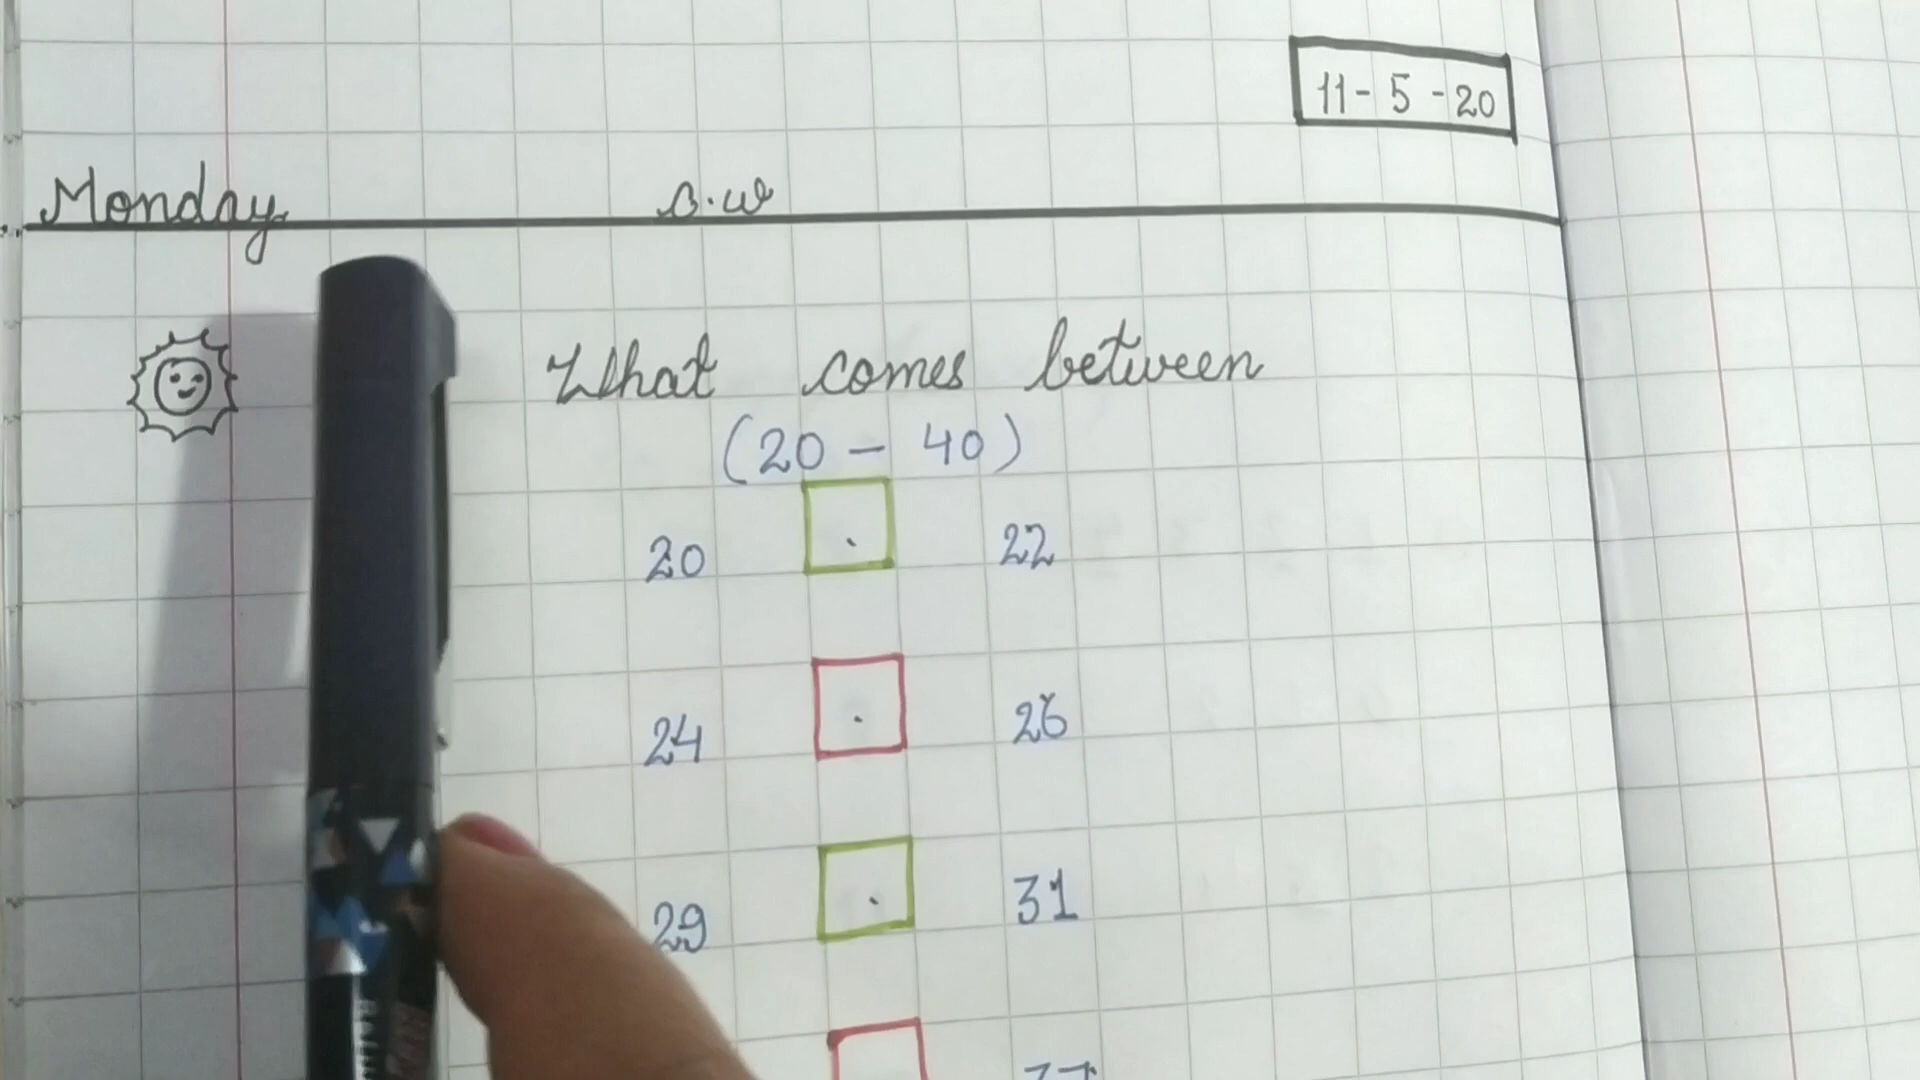 11 - 5 - 20
Monday c.w
What comes between
(20 - 40)
20 . 22
24 . 26
29 . 31